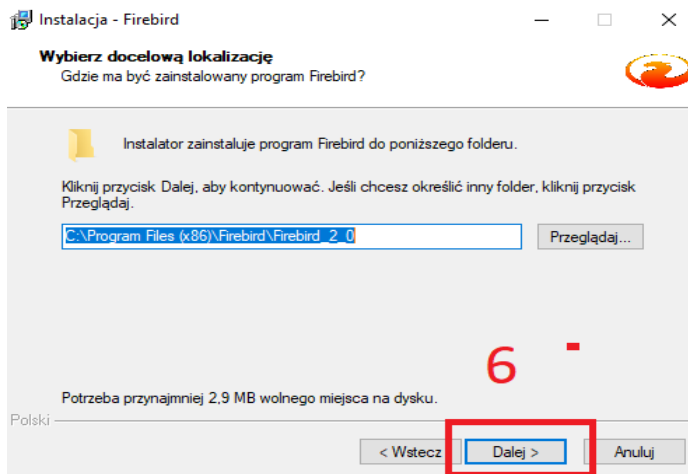 Instalacja - Firebird
Wybierz docelową lokalizację
Gdzie ma być zainstalowany program Firebird?
Instalator zainstaluje program Firebird do poniższego folderu.
Kliknij przycisk Dalej, aby kontynuować. Jeśli chcesz określić inny folder, kliknij przycisk
Przeglądaj.
C:\Program Files (x86)\Firebird\Firebird_2_0
Przeglądaj...
6
Potrzeba przynajmniej 2,9 MB wolnego miejsca na dysku.
Polski
< Wstecz
Dalej >
Anuluj